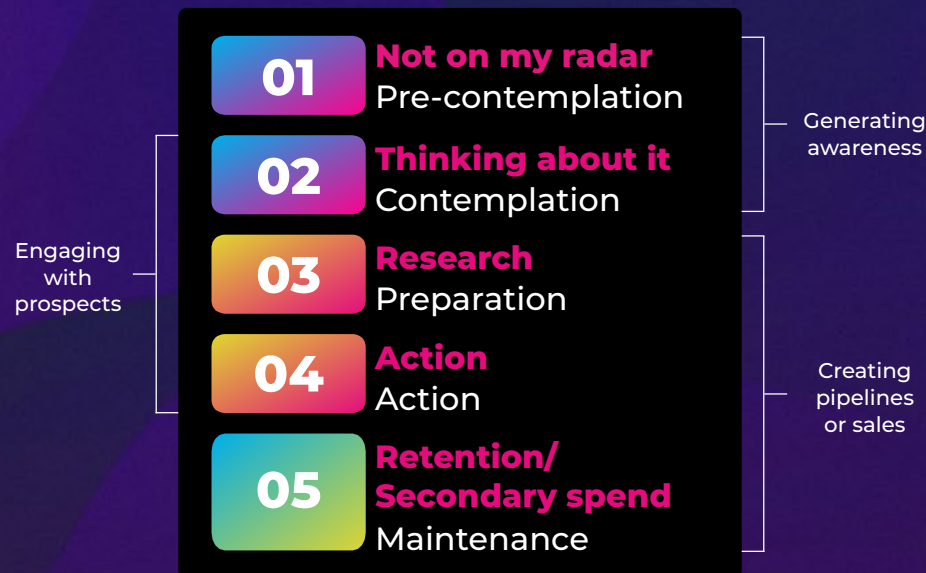 01
Not on my radar
Pre-contemplation
Generating
awareness
02
Thinking about it
Contemplation
Engaging
with
prospects
03
Research
Preparation
04
Action
Action
Creating
pipelines
or sales
05
Retention/
Secondary spend
Maintenance